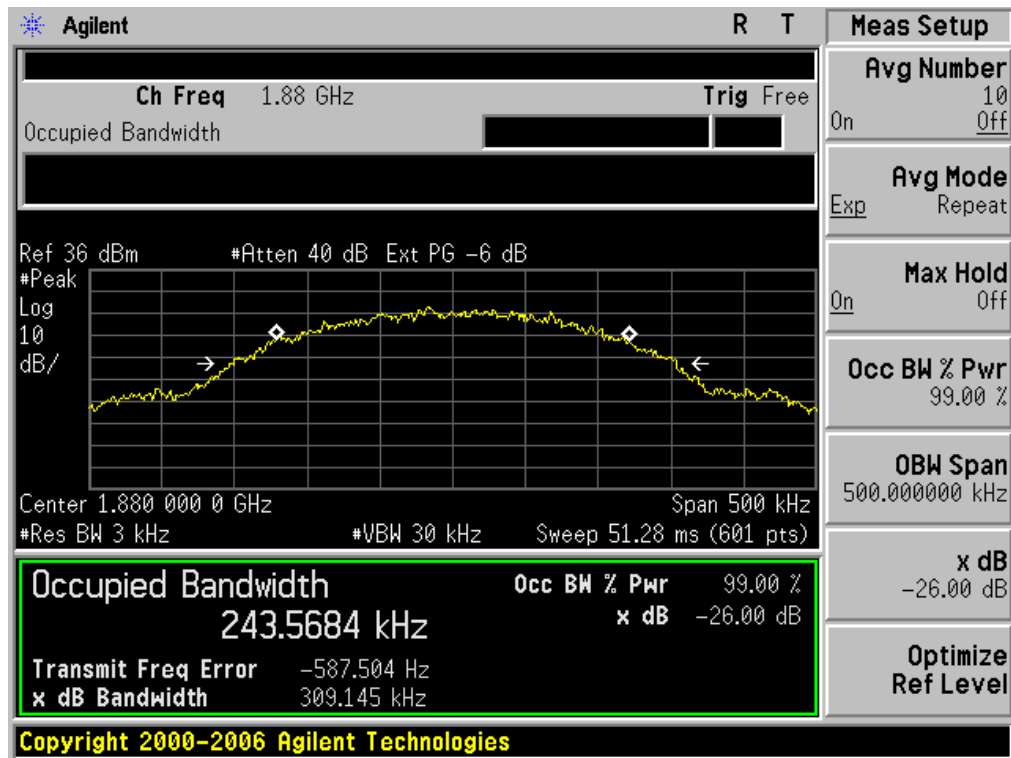 Agilent R T
Ch Freq 1.88 GHz Trig Free
Occupied Bandwidth
Ref 36 dBm #Atten 40 dB Ext PG -6 dB
#Peak
Log
10
dB/
Center 1.880 000 0 GHz Span 500 kHz
#Res BW 3 kHz #VBW 30 kHz Sweep 51.28 ms (601 pts)
Occupied Bandwidth Occ BW % Pwr 99.00 %
243.5684 kHz x dB -26.00 dB
Transmit Freq Error -587.504 Hz
x dB Bandwidth 309.145 kHz
Copyright 2000-2006 Agilent Technologies
Meas Setup
Avg Number
10
On Off
Avg Mode
Exp Repeat
Max Hold
On Off
Occ BW % Pwr
99.00 %
OBW Span
500.000000 kHz
x dB
-26.00 dB
Optimize
Ref Level